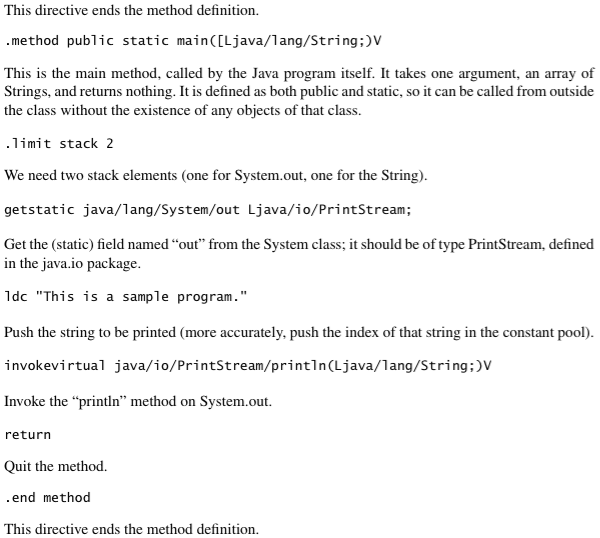 This directive ends the method definition.
.method public static main([Ljava/lang/String;)V
This is the main method, called by the Java program itself. It takes one argument, an array of
Strings, and returns nothing. It is defined as both public and static, so it can be called from outside
the class without the existence of any objects of that class.
.limit stack 2
We need two stack elements (one for System.out, one for the String).
getstatic java/lang/System/out Ljava/io/PrintStream;
Get the (static) field named “out” from the System class; it should be of type PrintStream, defined
in the java.io package.
ldc "This is a sample program."
Push the string to be printed (more accurately, push the index of that string in the constant pool).
invokevirtual java/io/PrintStream/println(Ljava/lang/String;)V
Invoke the “println” method on System.out.
return
Quit the method.
.end method
This directive ends the method definition.